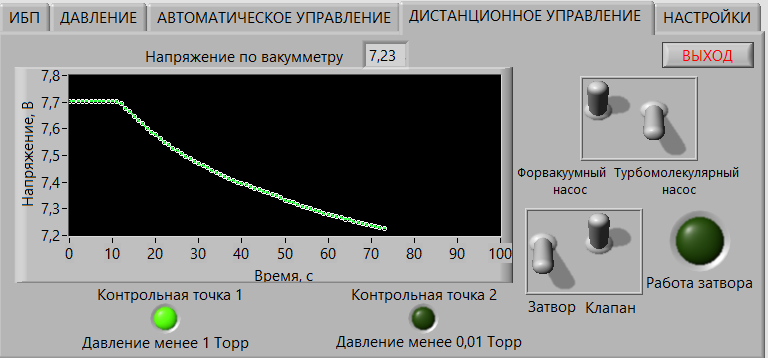 ИБП
ДАВЛЕНИЕ
АВТОМАТИЧЕСКОЕ УПРАВЛЕНИЕ
ДИСТАНЦИОННОЕ УПРАВЛЕНИЕ
НАСТРОЙКИ
Напряжение по вакумметру
7,23
ВЫХОД
7,8
7,7
7,6
7,5
7,4
7,3
7,2
Напряжение, В
0 10 20 30 40 50 60 70 80 90 100
Время, с
Форвакуумный
насос
Турбомолекулярный
насос
Затвор
Клапан
Работа затвора
Контрольная точка 1
Давление менее 1 Торр
Контрольная точка 2
Давление менее 0,01 Торр